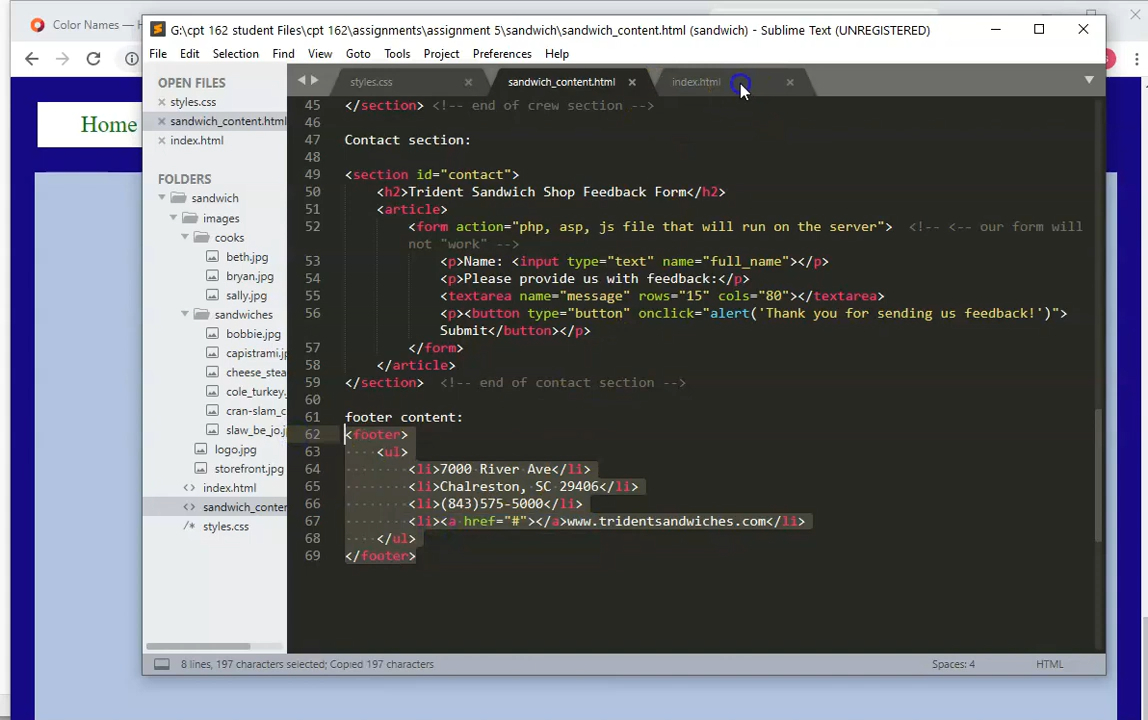 Color Names — H
G:\cpt 162 student Files\cpt 162\assignments\assignment 5\sandwich\sandwich_content.html (sandwich) - Sublime Text (UNREGISTERED)
File Edit Selection Find View Goto Tools Project Preferences Help
OPEN FILES
styles.css
sandwich_content.html
index.html
FOLDERS
sandwich
images
cooks
beth.jpg
bryan.jpg
sally.jpg
sandwiches
bobbie.jpg
capistrami.j
cheese_stea
cole_turkey.
cran-slam_c
slaw_be_jo.j
logo.jpg
storefront.jpg
index.html
sandwich_conte
styles.css
Home
styles.css sandwich_content.html index.html
45 </section> <!-- end of crew section -->
46
47 Contact section:
48
49 <section id="contact">
50 <h2>Trident Sandwich Shop Feedback Form</h2>
51 <article>
52 <form action="php, asp, js file that will run on the server"> <!-- <-- our form will
not "work" -->
53 <p>Name: <input type="text" name="full_name"></p>
54 <p>Please provide us with feedback:</p>
55 <textarea name="message" rows="15" cols="80"></textarea>
56 <p><button type="button" onclick="alert('Thank you for sending us feedback!')">
Submit</button></p>
57 </form>
58 </article>
59 </section> <!-- end of contact section -->
60
61 footer content:
62 <footer>
63 <ul>
64 <li>7000 River Ave</li>
65 <li>Chalreston, SC 29406</li>
66 <li>(843)575-5000</li>
67 <li><a href="#"></a>www.tridentsandwiches.com</li>
68 </ul>
69 </footer>
8 lines, 197 characters selected; Copied 197 characters
Spaces: 4
HTML